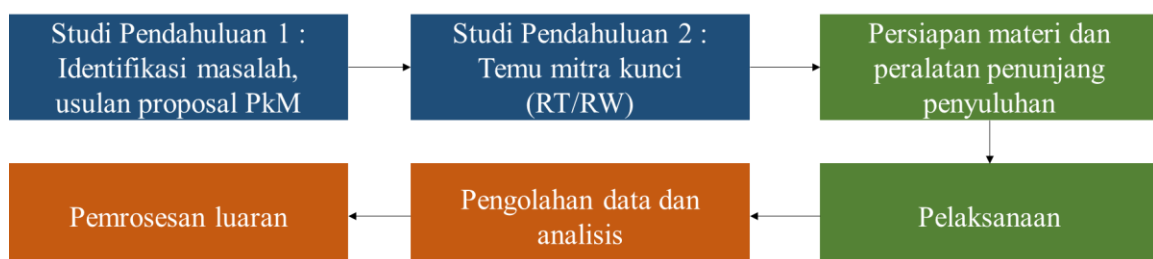 Studi Pendahuluan 1 :
Identifikasi masalah,
usulan proposal PkM
Studi Pendahuluan 2 :
Temu mitra kunci
(RT/RW)
Persiapan materi dan
peralatan penunjang
penyuluhan
Pelaksanaan
Pengolahan data dan
analisis
Pemrosesan luaran